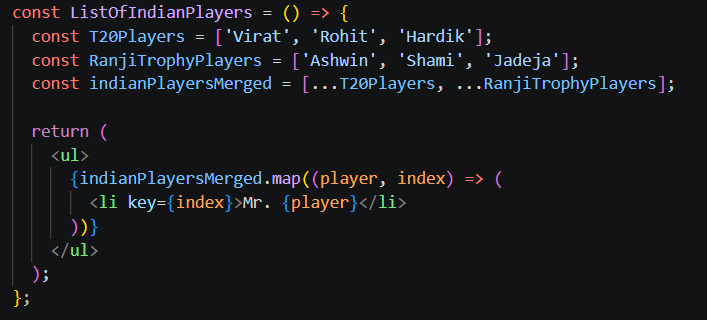 const ListOfIndianPlayers = () => {
const T20Players = ['Virat', 'Rohit', 'Hardik'];
const RanjiTrophyPlayers = ['Ashwin', 'Shami', 'Jadeja'];
const indianPlayersMerged = [...T20Players, ...RanjiTrophyPlayers];
return (
<ul>
{indianPlayersMerged.map((player, index) => (
<li key={index}>Mr. {player}</li>
))}
</ul>
);
};